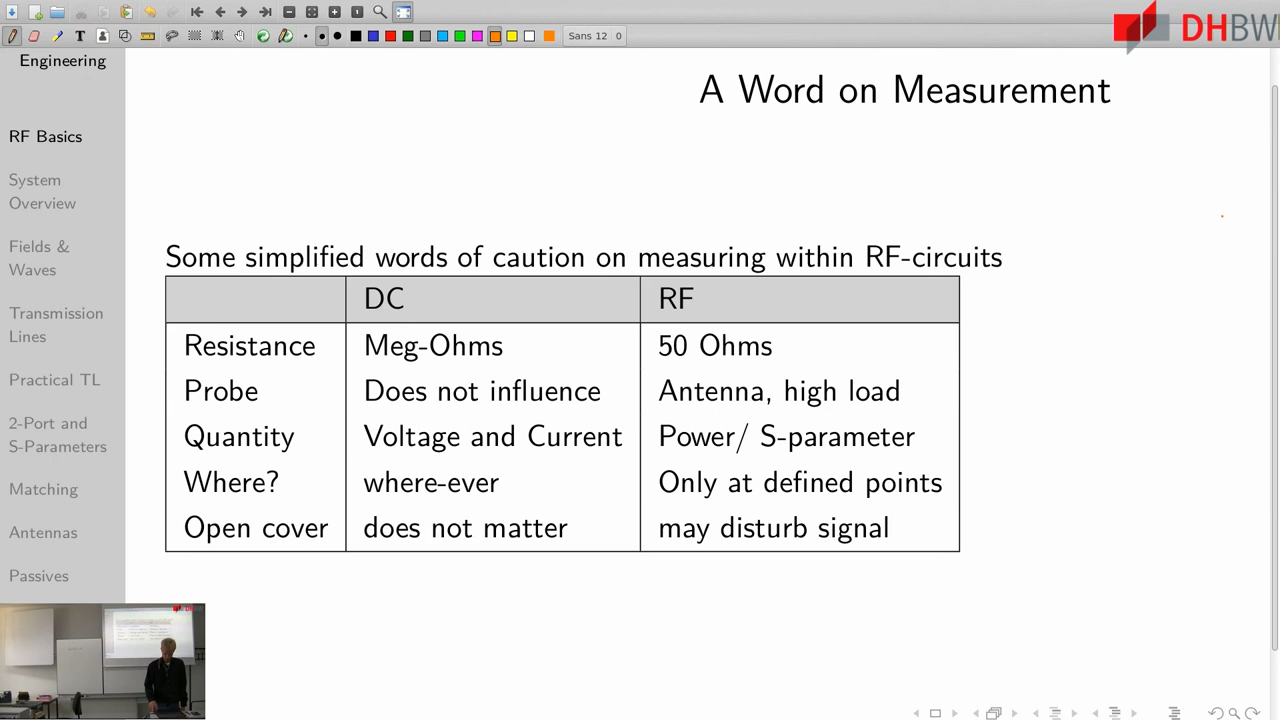 Sans 12 0
DHBW
Engineering
A Word on Measurement
RF Basics
System
Overview
Fields &
Waves
Transmission
Lines
Practical TL
2-Port and
S-Parameters
Matching
Antennas
Passives
Some simplified words of caution on measuring within RF-circuits
DC RF
Resistance Meg-Ohms 50 Ohms
Probe Does not influence Antenna, high load
Quantity Voltage and Current Power/ S-parameter
Where? where-ever Only at defined points
Open cover does not matter may disturb signal